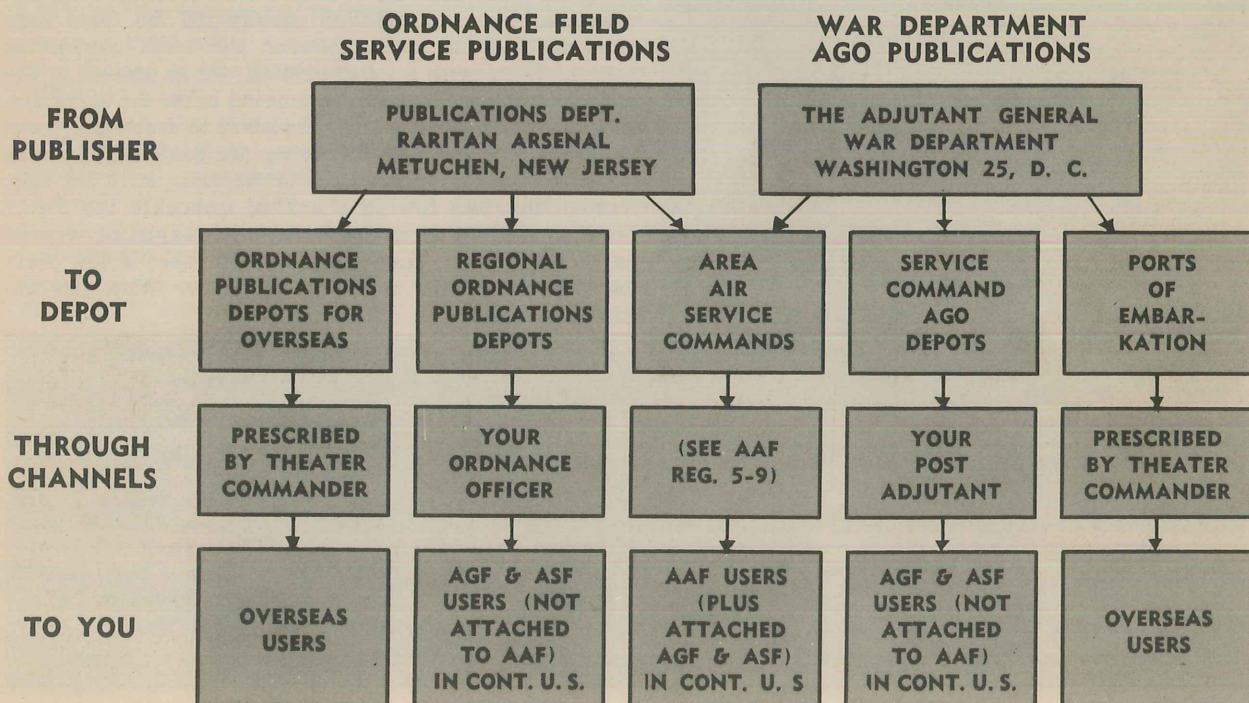 ORDNANCE FIELD
SERVICE PUBLICATIONS
WAR DEPARTMENT
AGO PUBLICATIONS
FROM
PUBLISHER
PUBLICATIONS DEPT.
RARITAN ARSENAL
METUCHEN, NEW JERSEY
THE ADJUTANT GENERAL
WAR DEPARTMENT
WASHINGTON 25, D. C.
TO
DEPOT
ORDNANCE
PUBLICATIONS
DEPOTS FOR
OVERSEAS
REGIONAL
ORDNANCE
PUBLICATIONS
DEPOTS
AREA
AIR
SERVICE
COMMANDS
SERVICE
COMMAND
AGO
DEPOTS
PORTS
OF
EMBAR-
KATION
THROUGH
CHANNELS
PRESCRIBED
BY THEATER
COMMANDER
YOUR
ORDNANCE
OFFICER
(SEE AAF
REG. 5-9)
YOUR
POST
ADJUTANT
PRESCRIBED
BY THEATER
COMMANDER
TO YOU
OVERSEAS
USERS
AGF & ASF
USERS (NOT
ATTACHED
TO AAF)
IN CONT. U. S.
AAF USERS
(PLUS
ATTACHED
AGF & ASF)
IN CONT. U. S
AGF & ASF
USERS (NOT
ATTACHED
TO AAF)
IN CONT. U. S.
OVERSEAS
USERS